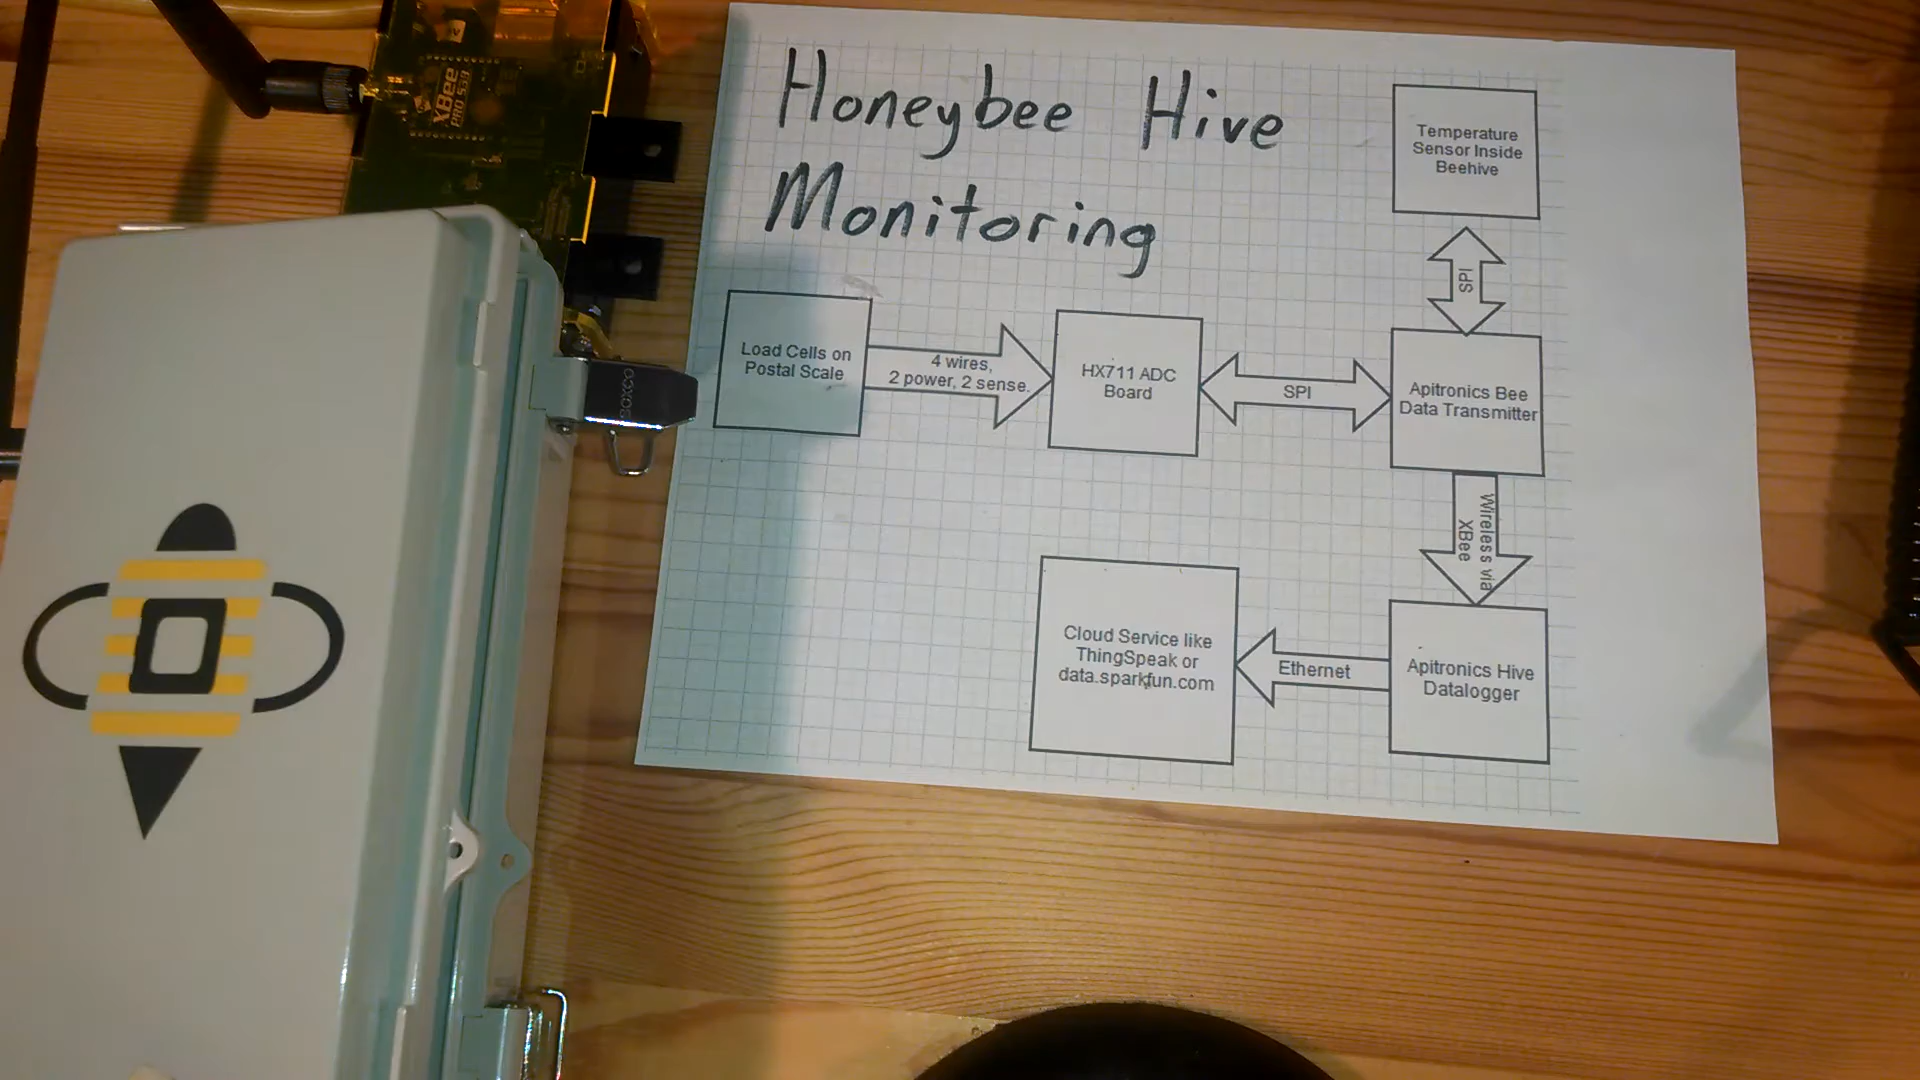 XBee
PRO S3B
Honeybee Hive
Monitoring
Temperature
Sensor Inside
Beehive
SPI
Load Cells on
Postal Scale
4 wires,
2 power, 2 sense.
HX711 ADC
Board
SPI
Apitronics Bee
Data Transmitter
Wireless via
XBee
Cloud Service like
ThingSpeak or
data.sparkfun.com
Ethernet
Apitronics Hive
Datalogger